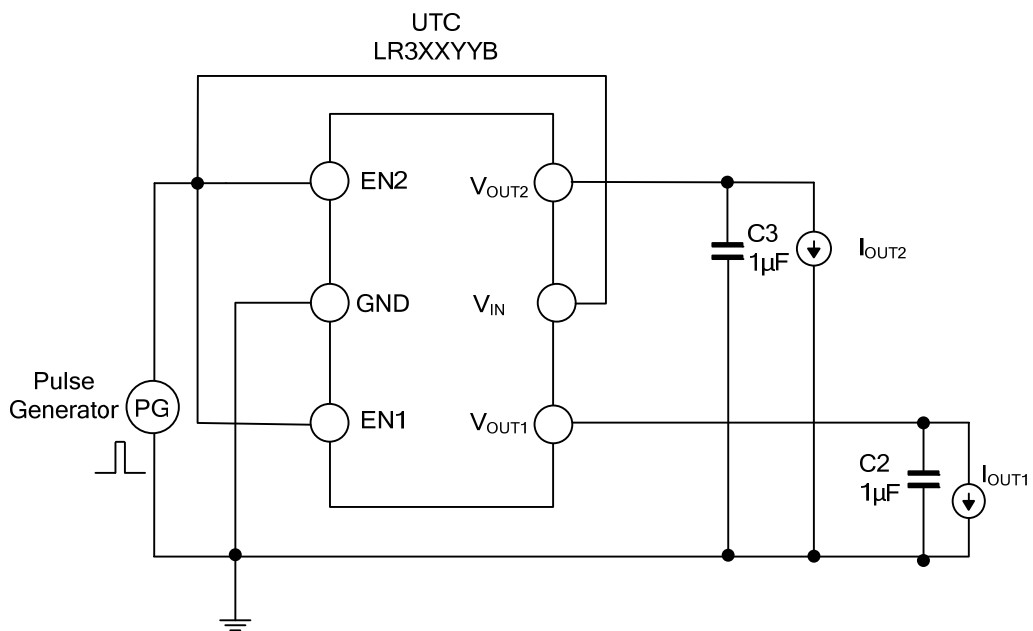 UTC
LR3XXYYB
EN2
VOUT2
C3
1µF
IOUT2
GND
VIN
Pulse
Generator
PG
EN1
VOUT1
C2
1µF
IOUT1